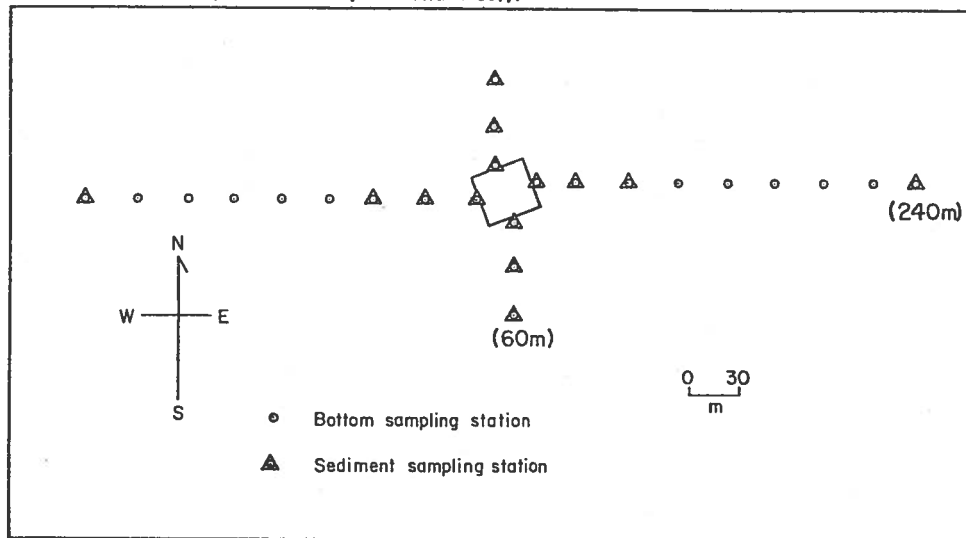 (240m)
N
W E
S
(60m)
0 30
m
Bottom sampling station
Sediment sampling station